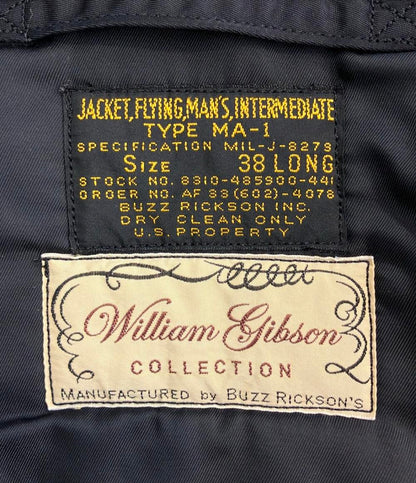 JACKET,FLYING,MAN'S,INTERMEDIATE
TYPE MA-1
SPECIFICATION MIL-J-8279
SIZE 38 LONG
STOCK NO. 8310-485900-441
ORDER NO. AF 33(602)-4078
BUZZ RICKSON INC.
DRY CLEAN ONLY
U.S. PROPERTY
William Gibson
COLLECTION
MANUFACTURED by BUZZ RICKSON'S